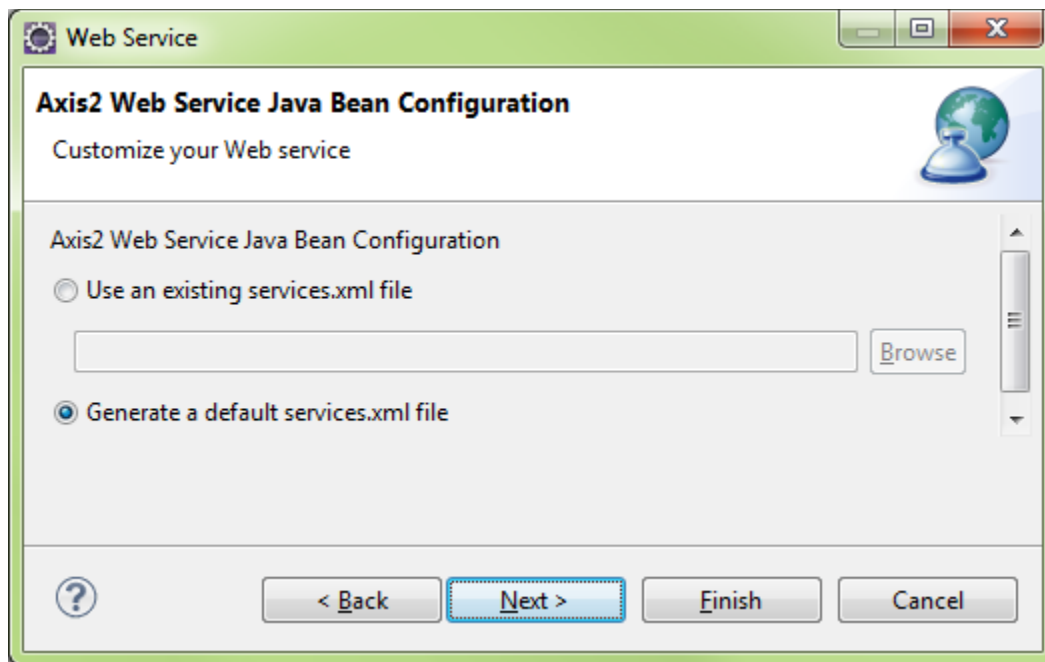 Web Service
Axis2 Web Service Java Bean Configuration
Customize your Web service
Axis2 Web Service Java Bean Configuration
Use an existing services.xml file
Browse
Generate a default services.xml file
?
< Back
Next >
Finish
Cancel